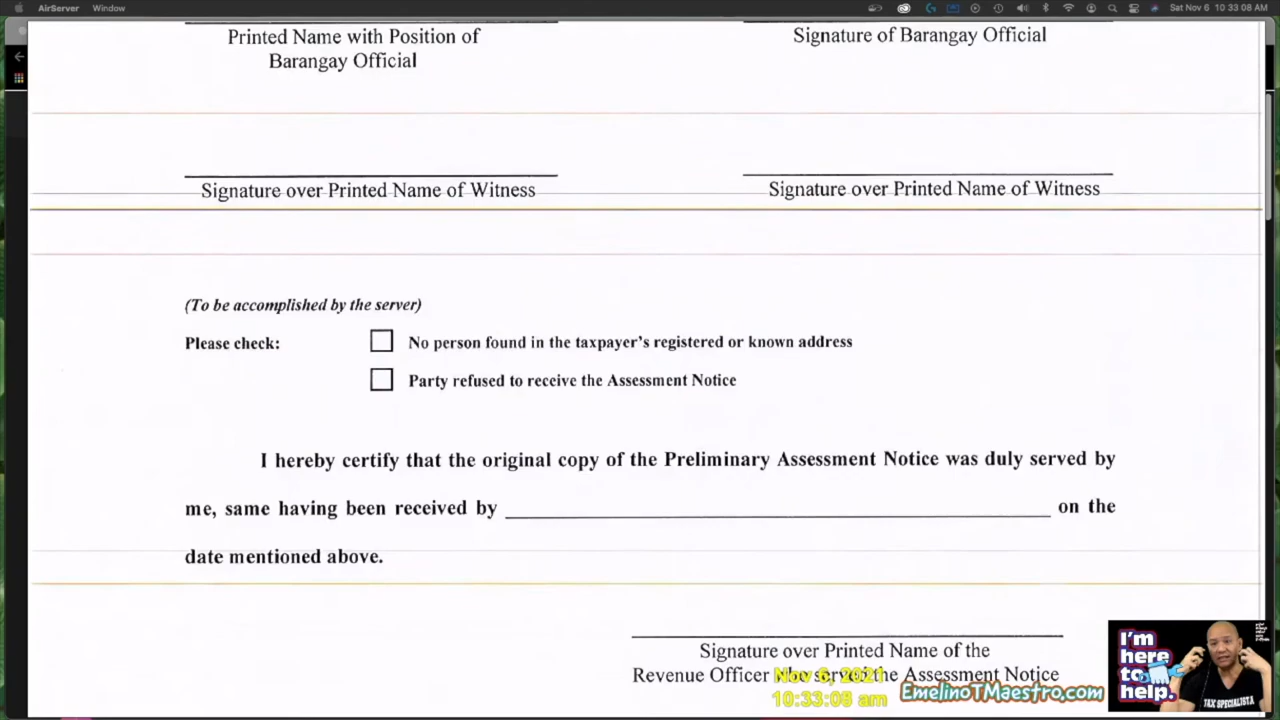 AirServer Window
Sat Nov 6 10:33:08 AM
Printed Name with Position of
Barangay Official
Signature of Barangay Official
Signature over Printed Name of Witness
Signature over Printed Name of Witness
(To be accomplished by the server)
Please check:
No person found in the taxpayer's registered or known address
Party refused to receive the Assessment Notice
I hereby certify that the original copy of the Preliminary Assessment Notice was duly served by
me, same having been received by on the
date mentioned above.
Signature over Printed Name of the
Revenue Officer who served the Assessment Notice
Nov 6, 2021
10:33:09 am
EmelinoTMaestro.com
I'm
here
to
help.
TAX SPECIALISTA